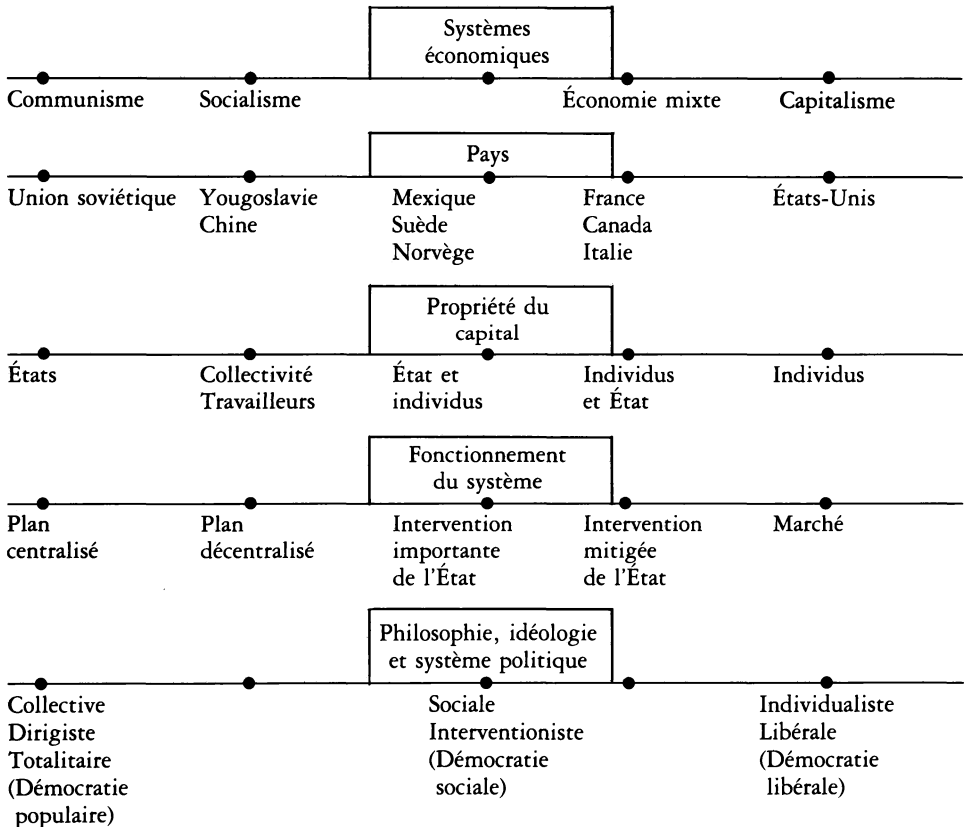 Systèmes
économiques
Communisme Socialisme Économie mixte Capitalisme
Pays
Union soviétique Yougoslavie Mexique France États-Unis
Chine Suède Canada
Norvège Italie
Propriété du
capital
États Collectivité État et Individus Individus
Travailleurs individus et État
Fonctionnement
du système
Plan Plan Intervention Intervention Marché
centralisé décentralisé importante mitigée
de l'État de l'État
Philosophie, idéologie
et système politique
Collective Sociale Individualiste
Dirigiste Interventioniste Libérale
Totalitaire (Démocratie (Démocratie
(Démocratie sociale) libérale)
populaire)